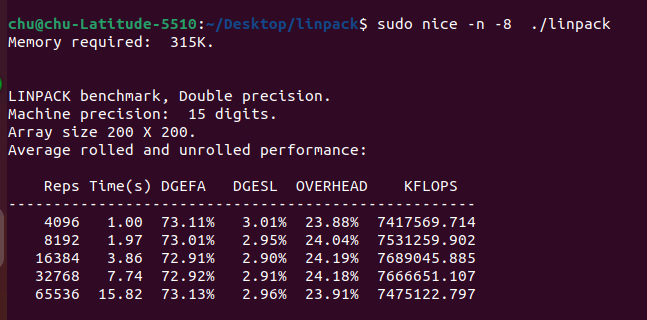 chu@chu-Latitude-5510:~/Desktop/linpack$ sudo nice -n -8  ./linpack
Memory required:  315K.
LINPACK benchmark, Double precision.
Machine precision:  15 digits.
Array size 200 X 200.
Average rolled and unrolled performance:
    Reps Time(s) DGEFA   DGESL  OVERHEAD    KFLOPS
----------------------------------------------------
    4096   1.00  73.11%   3.01%  23.88%  7417569.714
    8192   1.97  73.01%   2.95%  24.04%  7531259.902
   16384   3.86  72.91%   2.90%  24.19%  7689045.885
   32768   7.74  72.92%   2.91%  24.18%  7666651.107
   65536  15.82  73.13%   2.96%  23.91%  7475122.797